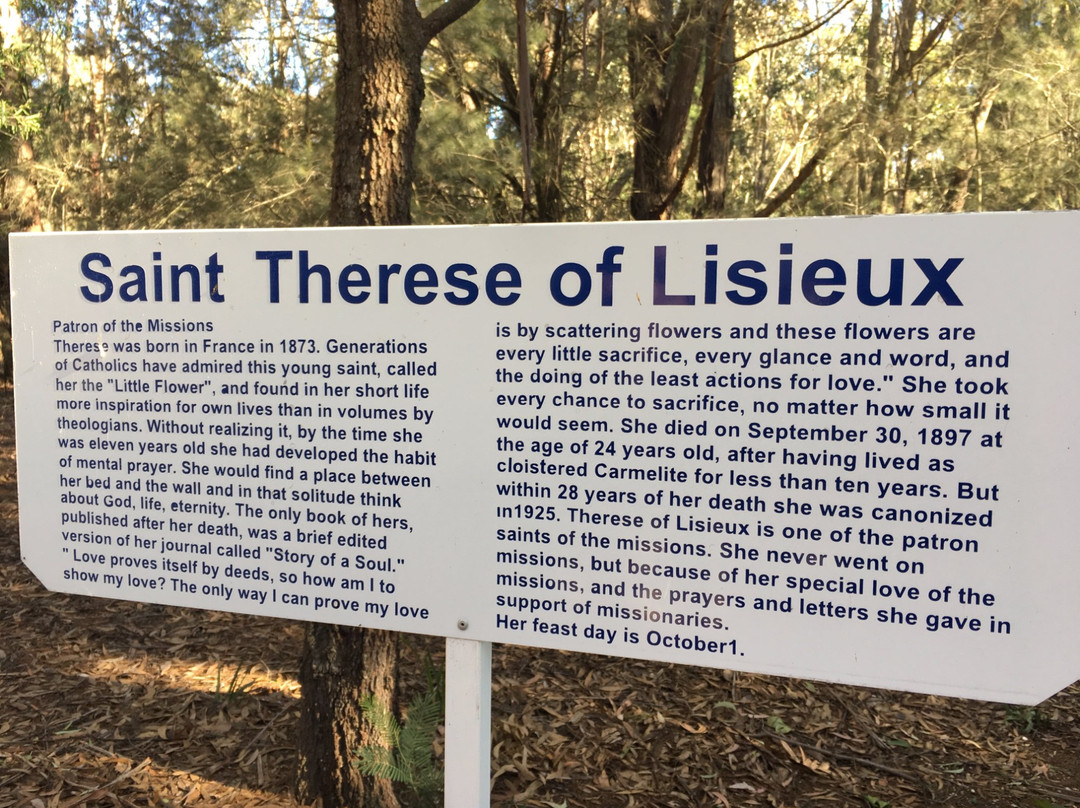 Saint Therese of Lisieux
Patron of the Missions
Therese was born in France in 1873. Generations
of Catholics have admired this young saint, called
her the "Little Flower", and found in her short life
more inspiration for own lives than in volumes by
theologians. Without realizing it, by the time she
was eleven years old she had developed the habit
of mental prayer. She would find a place between
her bed and the wall and in that solitude think
about God, life, eternity. The only book of hers,
published after her death, was a brief edited
version of her journal called "Story of a Soul."
" Love proves itself by deeds, so how am I to
show my love? The only way I can prove my love
is by scattering flowers and these flowers are
every little sacrifice, every glance and word, and
the doing of the least actions for love." She took
every chance to sacrifice, no matter how small it
would seem. She died on September 30, 1897 at
the age of 24 years old, after having lived as
cloistered Carmelite for less than ten years. But
within 28 years of her death she was canonized
in1925. Therese of Lisieux is one of the patron
saints of the missions. She never went on
missions, but because of her special love of the
missions, and the prayers and letters she gave in
support of missionaries.
Her feast day is October1.